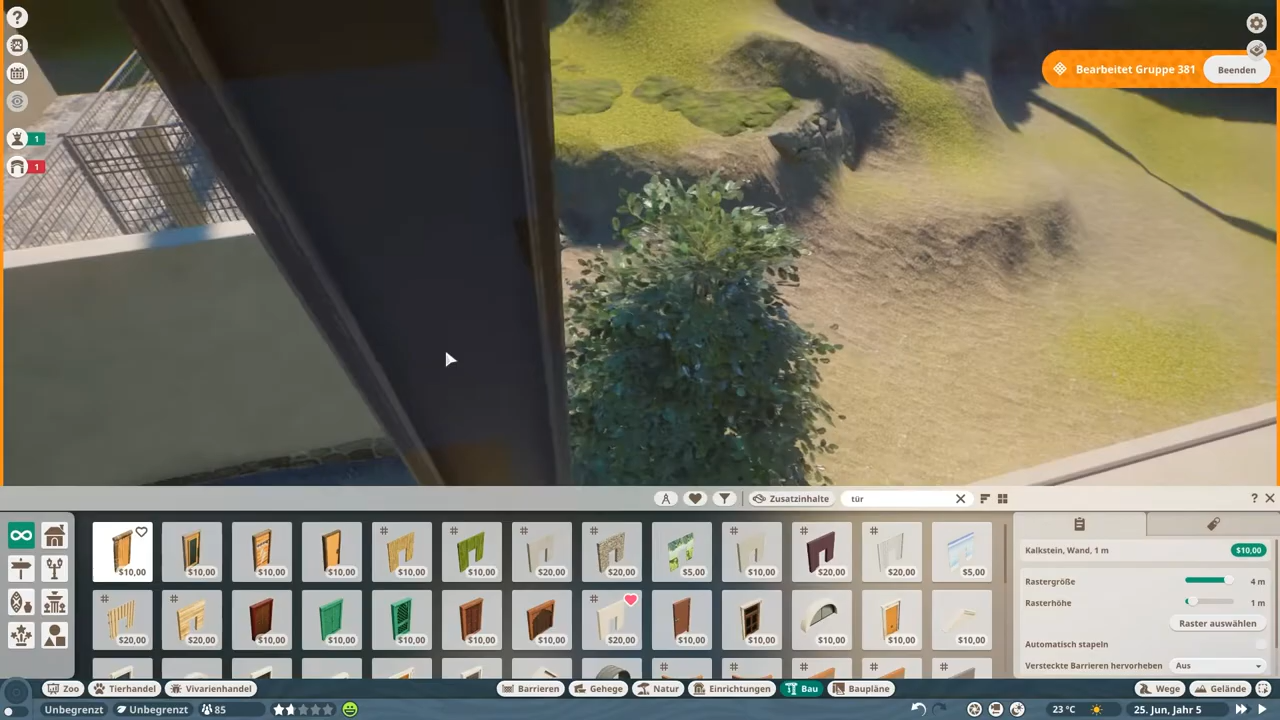 ?
Bearbeitet Gruppe 381
Beenden
1
1
Zusatzinhalte
tür
?
$10,00
$10,00
$10,00
$10,00
$10,00
$10,00
$20,00
$20,00
$5,00
$10,00
$20,00
$20,00
$5,00
$20,00
$20,00
$10,00
$10,00
$10,00
$10,00
$10,00
$20,00
$10,00
$10,00
$10,00
$10,00
$10,00
Kalkstein, Wand, 1 m
$10,00
Rastergröße
4 m
Rasterhöhe
1 m
Raster auswählen
Automatisch stapeln
Versteckte Barrieren hervorheben
Aus
Zoo
Tierhandel
Vivarienhandel
Barrieren
Gehege
Natur
Einrichtungen
Bau
Baupläne
Wege
Gelände
Unbegrenzt
Unbegrenzt
85
23 °C
25. Jun, Jahr 5